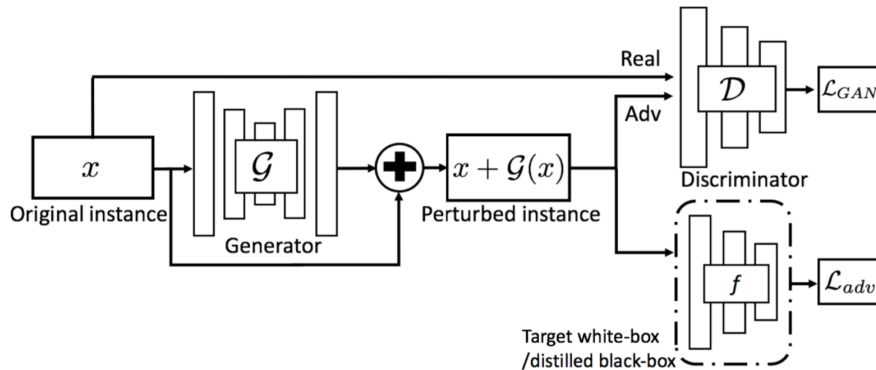 Real
𝒟
ℒ_GAN
Adv
x
𝒢
x + 𝒢(x)
Discriminator
Original instance
Perturbed instance
Generator
f
ℒ_adv
Target white-box
/distilled black-box